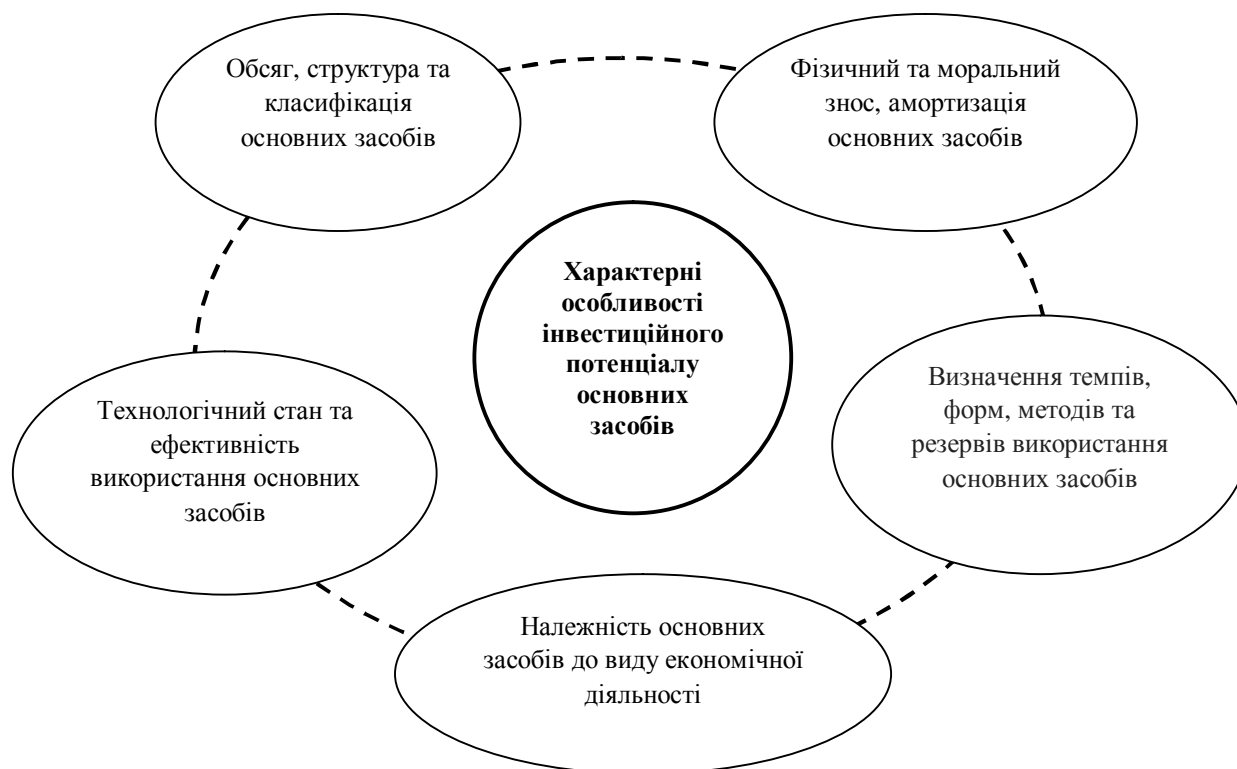 Обсяг, структура та
класифікація
основних засобів
Фізичний та моральний
знос, амортизація
основних засобів
Характерні
особливості
інвестиційного
потенціалу
основних
засобів
Технологічний стан та
ефективність
використання основних
засобів
Визначення темпів,
форм, методів та
резервів використання
основних засобів
Належність основних
засобів до виду економічної
діяльності